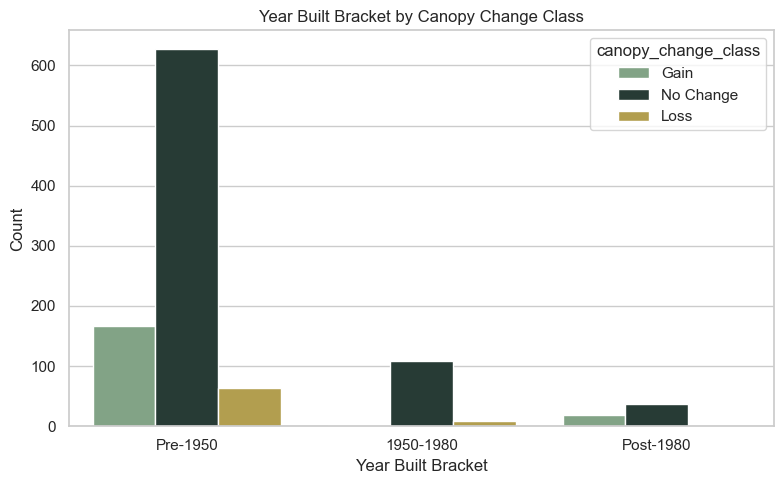 Year Built Bracket by Canopy Change Class
canopy_change_class
Gain
No Change
Loss
Count
600
500
400
300
200
100
0
Pre-1950
1950-1980
Post-1980
Year Built Bracket